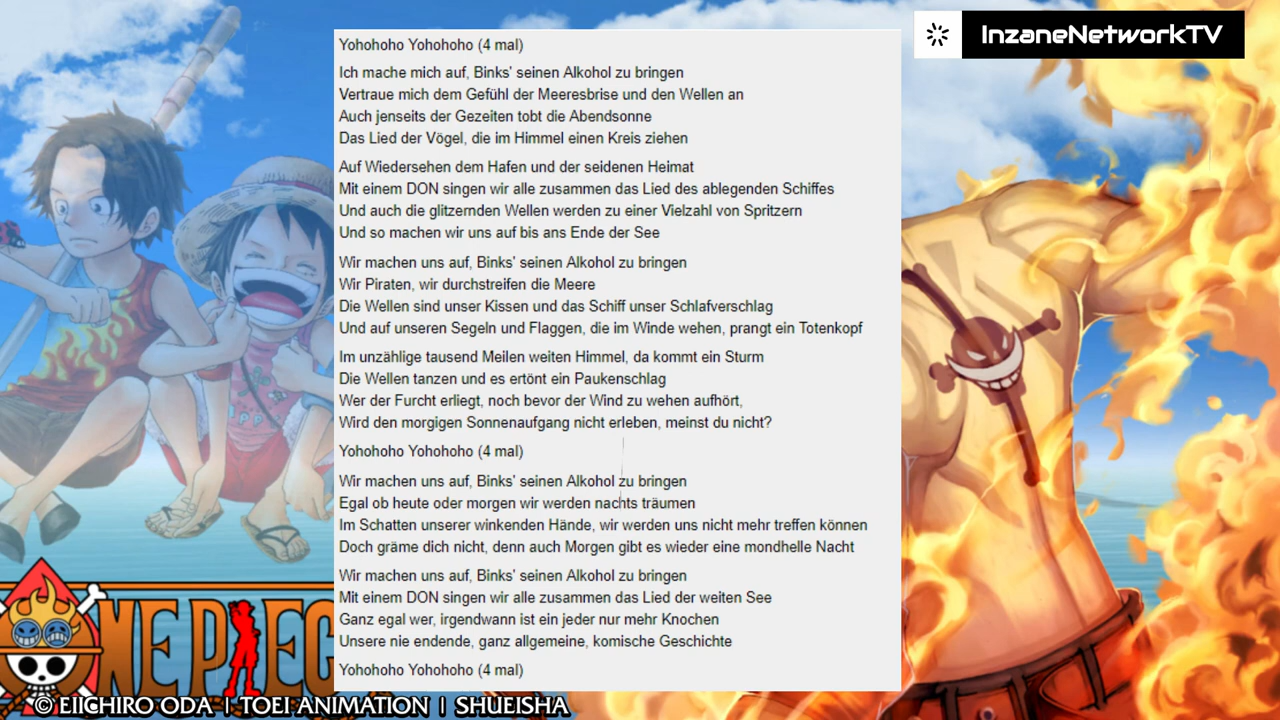 InzaneNetworkTV
Yohohoho Yohohoho (4 mal)
Ich mache mich auf, Binks' seinen Alkohol zu bringen
Vertraue mich dem Gefühl der Meeresbrise und den Wellen an
Auch jenseits der Gezeiten tobt die Abendsonne
Das Lied der Vögel, die im Himmel einen Kreis ziehen
Auf Wiedersehen dem Hafen und der seidenen Heimat
Mit einem DON singen wir alle zusammen das Lied des ablegenden Schiffes
Und auch die glitzernden Wellen werden zu einer Vielzahl von Spritzern
Und so machen wir uns auf bis ans Ende der See
Wir machen uns auf, Binks' seinen Alkohol zu bringen
Wir Piraten, wir durchstreifen die Meere
Die Wellen sind unser Kissen und das Schiff unser Schlafverschlag
Und auf unseren Segeln und Flaggen, die im Winde wehen, prangt ein Totenkopf
Im unzählige tausend Meilen weiten Himmel, da kommt ein Sturm
Die Wellen tanzen und es ertönt ein Paukenschlag
Wer der Furcht erliegt, noch bevor der Wind zu wehen aufhört,
Wird den morgigen Sonnenaufgang nicht erleben, meinst du nicht?
Yohohoho Yohohoho (4 mal)
Wir machen uns auf, Binks' seinen Alkohol zu bringen
Egal ob heute oder morgen wir werden nachts träumen
Im Schatten unserer winkenden Hände, wir werden uns nicht mehr treffen können
Doch gräme dich nicht, denn auch Morgen gibt es wieder eine mondhelle Nacht
Wir machen uns auf, Binks' seinen Alkohol zu bringen
Mit einem DON singen wir alle zusammen das Lied der weiten See
Ganz egal wer, irgendwann ist ein jeder nur mehr Knochen
Unsere nie endende, ganz allgemeine, komische Geschichte
Yohohoho Yohohoho (4 mal)
ONE PIEC
© EIICHIRO ODA | TOEI ANIMATION | SHUEISHA